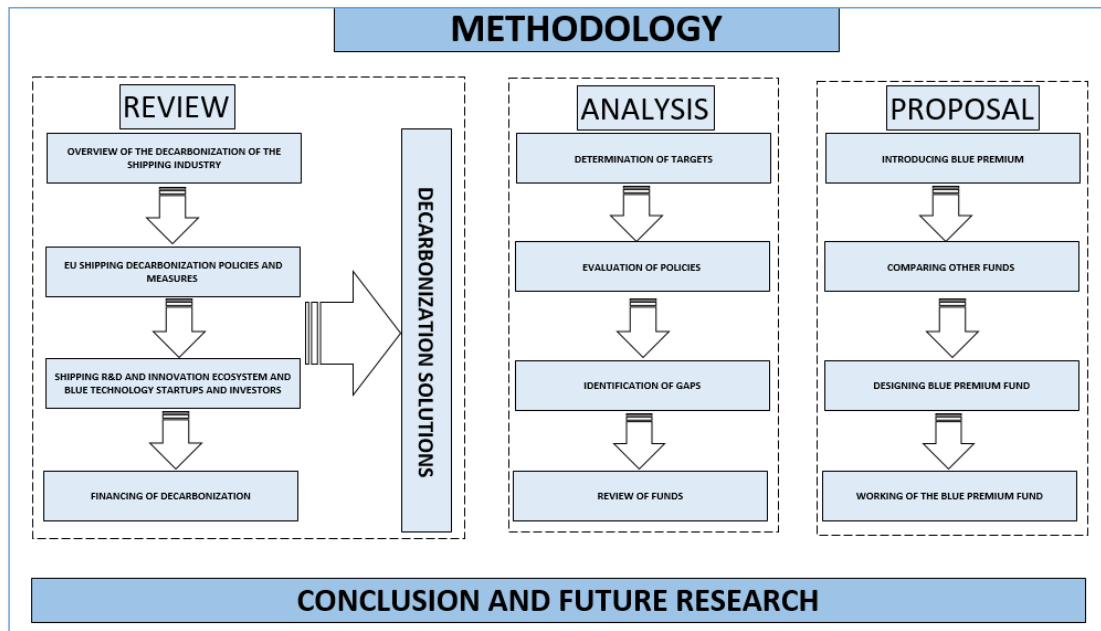 METHODOLOGY
REVIEW
OVERVIEW OF THE DECARBONIZATION OF THE
SHIPPING INDUSTRY
EU SHIPPING DECARBONIZATION POLICIES AND
MEASURES
SHIPPING R&D AND INNOVATION ECOSYSTEM AND
BLUE TECHNOLOGY STARTUPS AND INVESTORS
FINANCING OF DECARBONIZATION
DECARBONIZATION SOLUTIONS
ANALYSIS
DETERMINATION OF TARGETS
EVALUATION OF POLICIES
IDENTIFICATION OF GAPS
REVIEW OF FUNDS
PROPOSAL
INTRODUCING BLUE PREMIUM
COMPARING OTHER FUNDS
DESIGNING BLUE PREMIUM FUND
WORKING OF THE BLUE PREMIUM FUND
CONCLUSION AND FUTURE RESEARCH